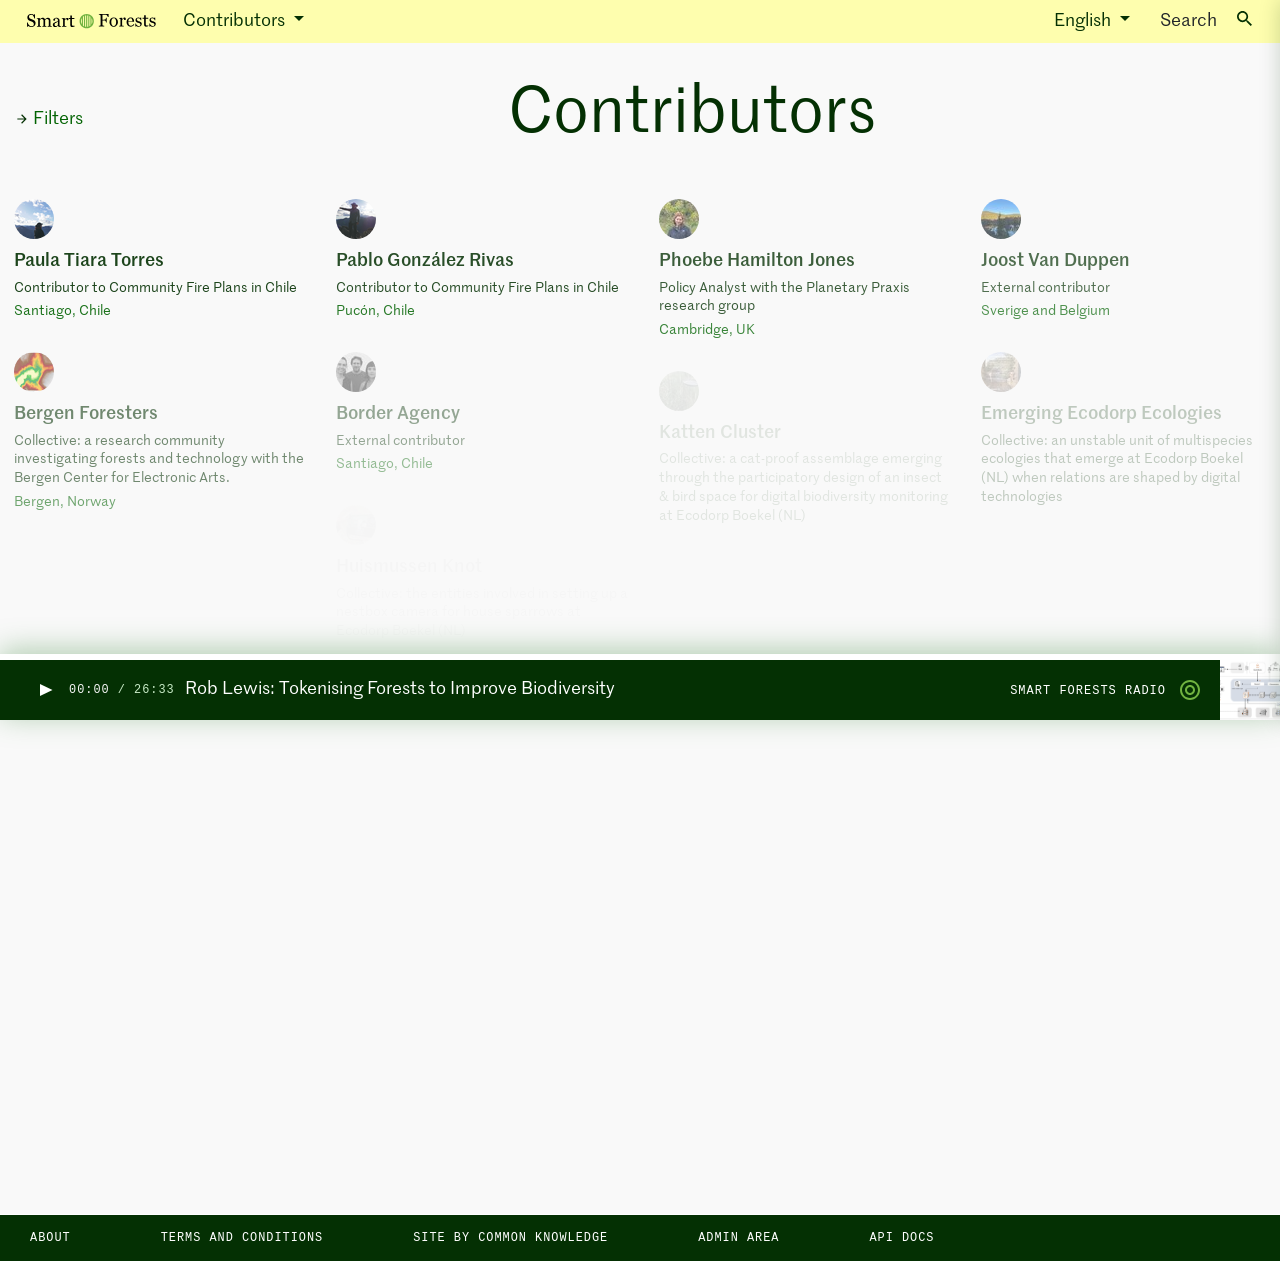 Smart Forests
Contributors
English
Search
Filters
Contributors
Paula Tiara Torres
Contributor to Community Fire Plans in Chile
Santiago, Chile
Pablo González Rivas
Contributor to Community Fire Plans in Chile
Pucón, Chile
Phoebe Hamilton Jones
Policy Analyst with the Planetary Praxis
research group
Cambridge, UK
Joost Van Duppen
External contributor
Sverige and Belgium
Bergen Foresters
Collective: a research community
investigating forests and technology with the
Bergen Center for Electronic Arts.
Bergen, Norway
Border Agency
External contributor
Santiago, Chile
Katten Cluster
Collective: a cat-proof assemblage emerging
through the participatory design of an insect
& bird space for digital biodiversity monitoring
at Ecodorp Boekel (NL)
Emerging Ecodorp Ecologies
Collective: an unstable unit of multispecies
ecologies that emerge at Ecodorp Boekel
(NL) when relations are shaped by digital
technologies
00:00 / 26:33 Rob Lewis: Tokenising Forests to Improve Biodiversity
SMART FORESTS RADIO
ABOUT
TERMS AND CONDITIONS
SITE BY COMMON KNOWLEDGE
ADMIN AREA
API DOCS